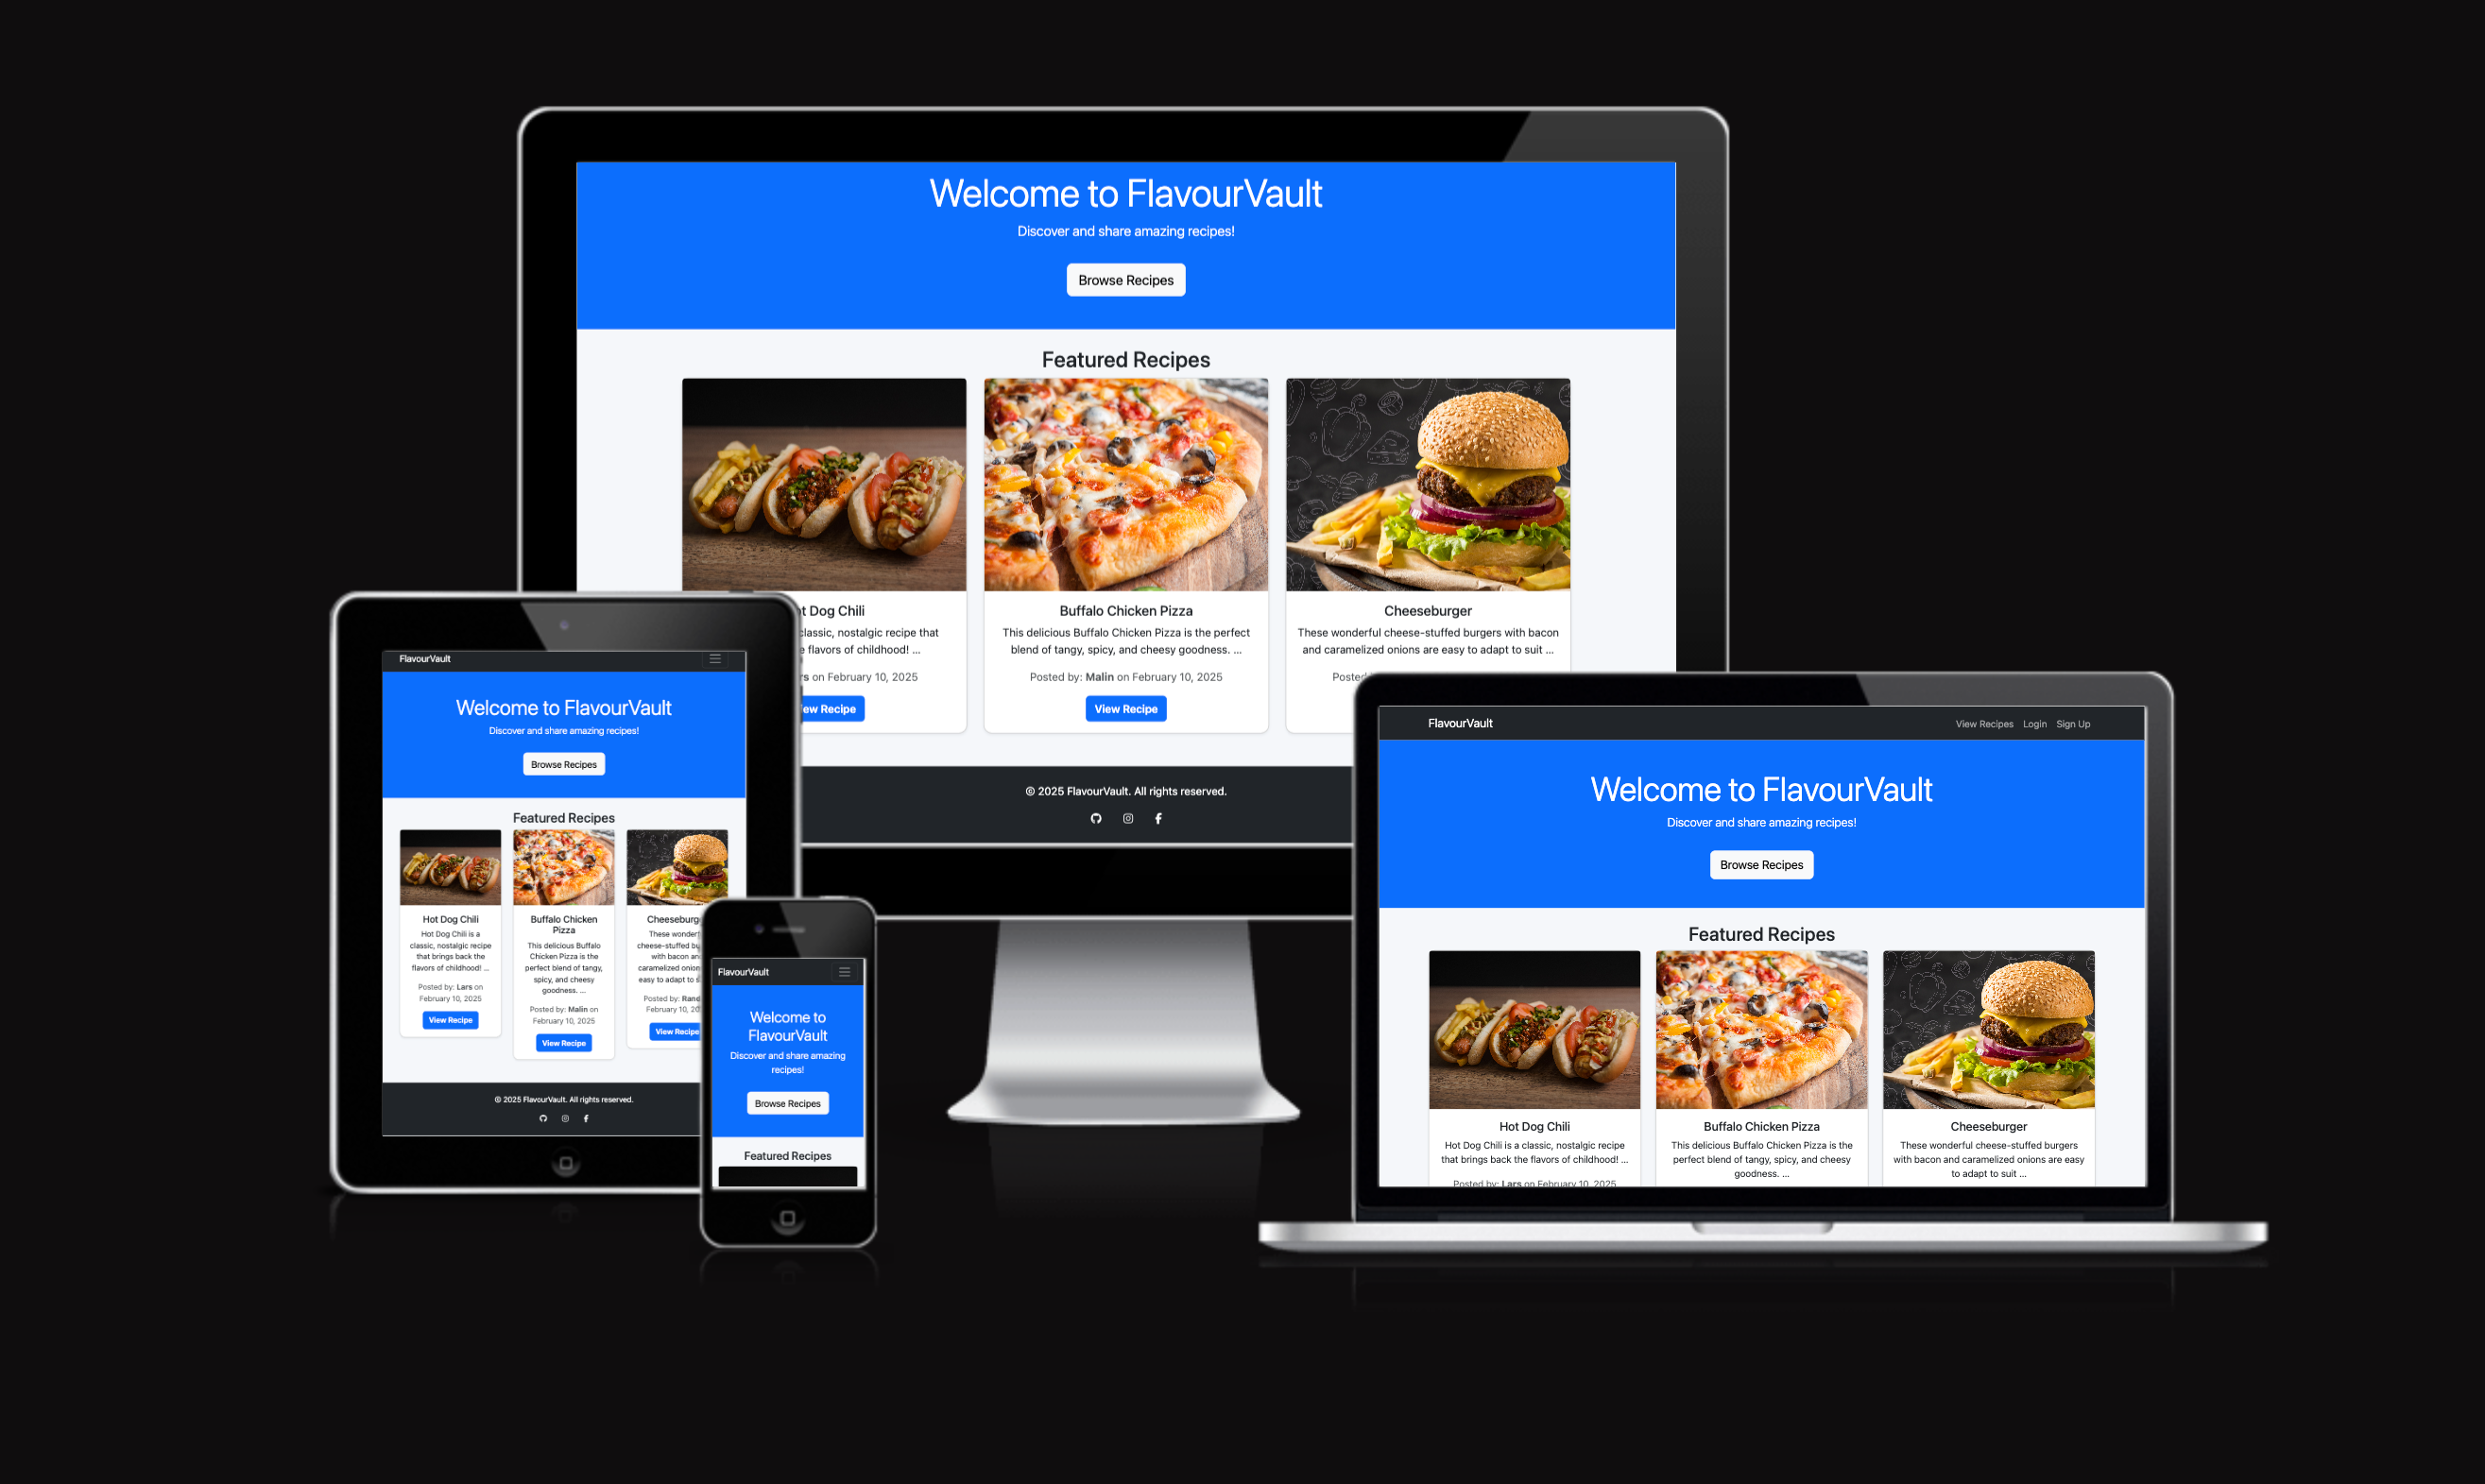 Welcome to FlavourVault
Discover and share amazing recipes!
Browse Recipes
Featured Recipes
Dog Chili
classic, nostalgic recipe that
flavors of childhood! ...
on February 10, 2025
Recipe
Buffalo Chicken Pizza
This delicious Buffalo Chicken Pizza is the perfect
blend of tangy, spicy, and cheesy goodness. ...
Posted by: Malin on February 10, 2025
View Recipe
Cheeseburger
These wonderful cheese-stuffed burgers with bacon
and caramelized onions are easy to adapt to suit ...
Posted
© 2025 FlavourVault. All rights reserved.
FlavourVault
Welcome to FlavourVault
Discover and share amazing recipes!
Browse Recipes
Featured Recipes
Hot Dog Chili
Hot Dog Chili is a
classic, nostalgic recipe
that brings back the
flavors of childhood! ...
Posted by: Lars on
February 10, 2025
View Recipe
Buffalo Chicken
Pizza
This delicious Buffalo
Chicken Pizza is the
perfect blend of tangy,
spicy, and cheesy
goodness. ...
Posted by: Malin on
February 10, 2025
View Recipe
Cheeseburg
These wonderf
cheese-stuffed bu
with bacon an
caramelized onion
easy to adapt to s
Posted by: Rand
February 10, 20
View Recipe
© 2025 FlavourVault. All rights reserved.
FlavourVault
Welcome to
FlavourVault
Discover and share amazing
recipes!
Browse Recipes
Featured Recipes
FlavourVault
View Recipes Login Sign Up
Welcome to FlavourVault
Discover and share amazing recipes!
Browse Recipes
Featured Recipes
Hot Dog Chili
Hot Dog Chili is a classic, nostalgic recipe
that brings back the flavors of childhood! ...
Posted by: Lars on February 10, 2025
Buffalo Chicken Pizza
This delicious Buffalo Chicken Pizza is the
perfect blend of tangy, spicy, and cheesy
goodness. ...
Cheeseburger
These wonderful cheese-stuffed burgers
with bacon and caramelized onions are easy
to adapt to suit ...